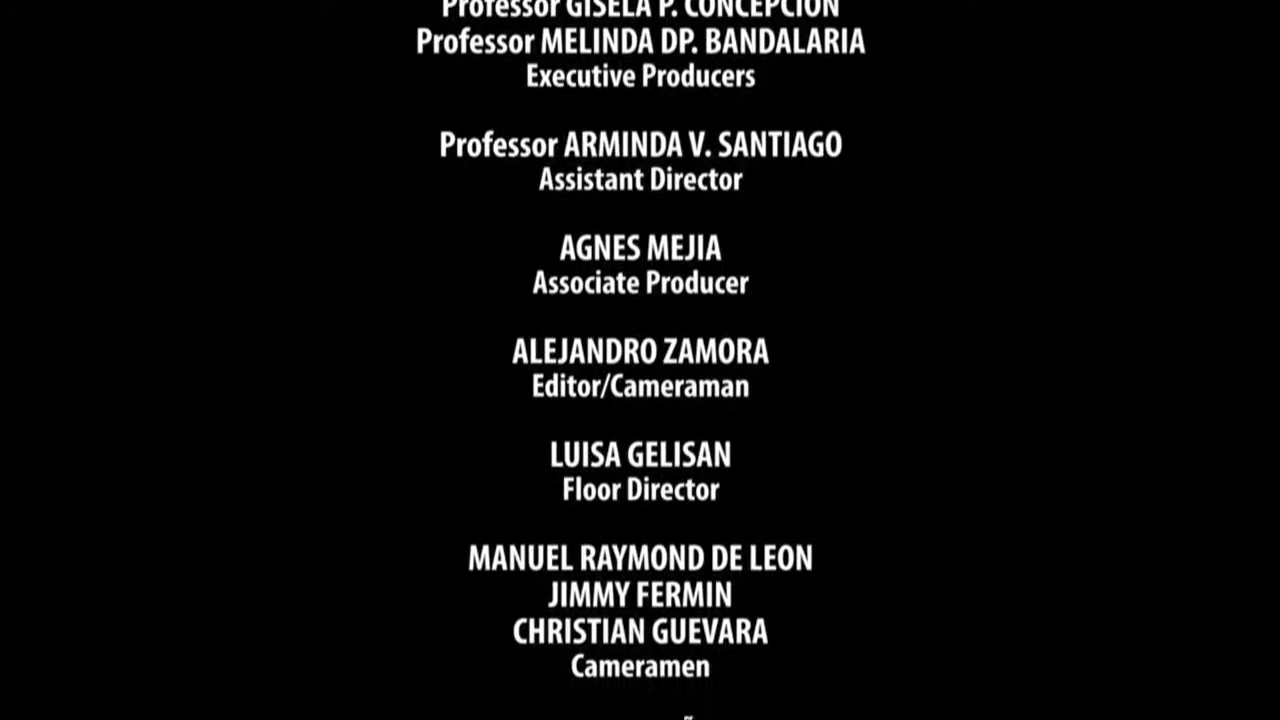 Professor GISELA P. CONCEPCION
Professor MELINDA DP. BANDALARIA
Executive Producers
Professor ARMINDA V. SANTIAGO
Assistant Director
AGNES MEJIA
Associate Producer
ALEJANDRO ZAMORA
Editor/Cameraman
LUISA GELISAN
Floor Director
MANUEL RAYMOND DE LEON
JIMMY FERMIN
CHRISTIAN GUEVARA
Cameramen